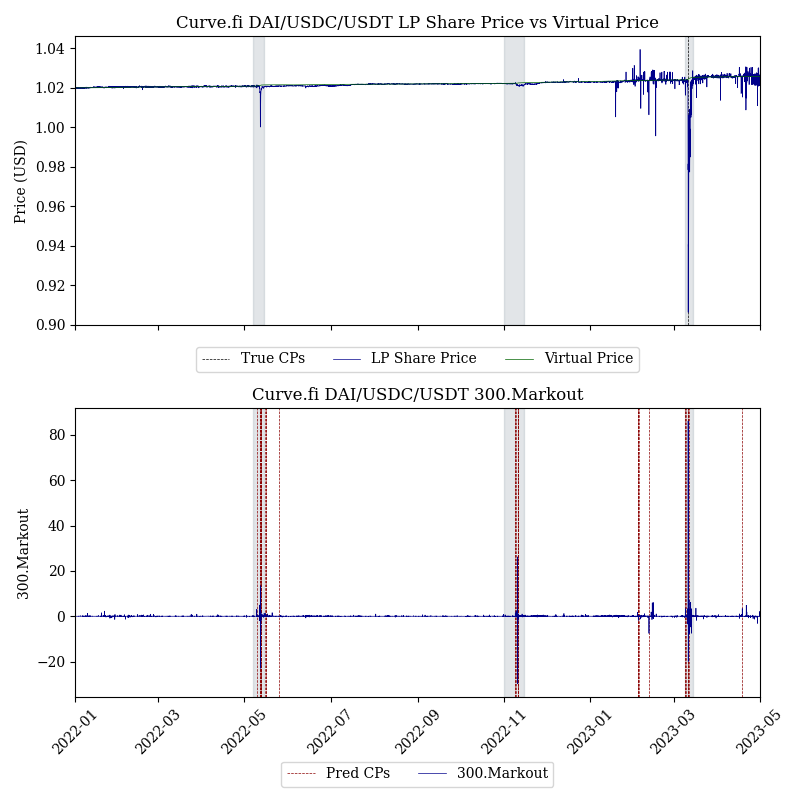 Curve.fi DAI/USDC/USDT LP Share Price vs Virtual Price
Price (USD)
1.04
1.02
1.00
0.98
0.96
0.94
0.92
0.90
True CPs LP Share Price Virtual Price
Curve.fi DAI/USDC/USDT 300.Markout
300.Markout
80
60
40
20
0
−20
2022-01 2022-03 2022-05 2022-07 2022-09 2022-11 2023-01 2023-03 2023-05
Pred CPs 300.Markout